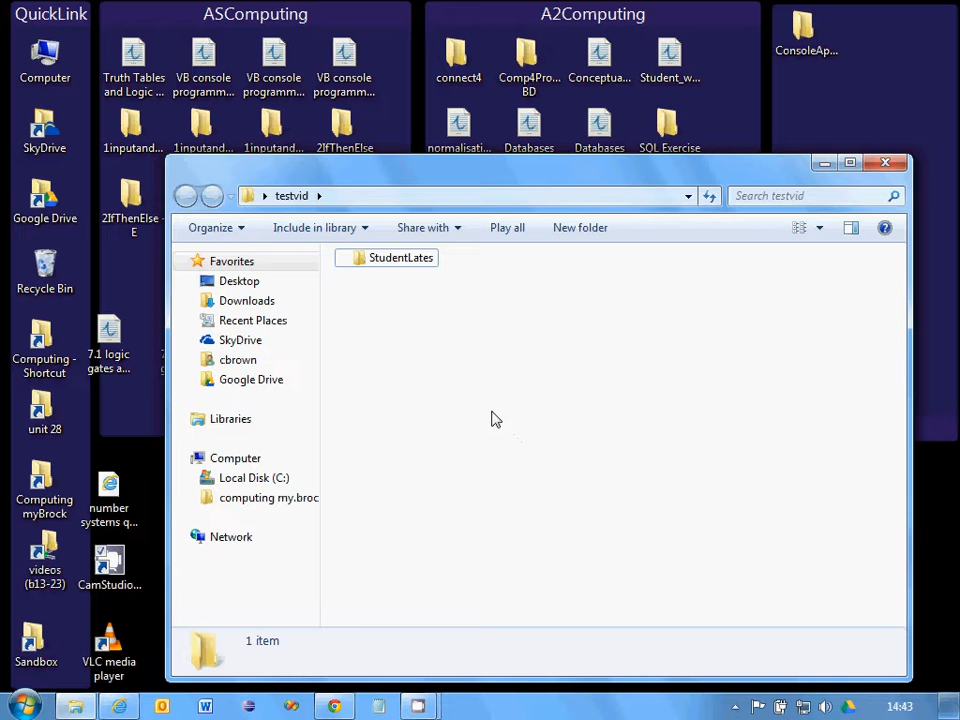 QuickLink
ASComputing
A2Computing
Computer
Truth Tables
and Logic ...
VB console
programm...
VB console
programm...
VB console
programm...
connect4
Comp4Pro...
BD
Conceptua...
Student_w...
ConsoleAp...
SkyDrive
1inputand...
1inputand...
1inputand...
2IfThenElse
normalisati...
Databases
Databases
SQL Exercise
Google Drive
2IfThenElse -
E
Recycle Bin
Computing -
Shortcut
7.1 logic
gates a...
unit 28
Computing
myBrock
number
systems q...
videos
(b13-23)
CamStudio...
Sandbox
VLC media
player
testvid
Search testvid
Organize
Include in library
Share with
Play all
New folder
Favorites
Desktop
Downloads
Recent Places
SkyDrive
cbrown
Google Drive
Libraries
Computer
Local Disk (C:)
computing my.broc
Network
StudentLates
1 item
14:43